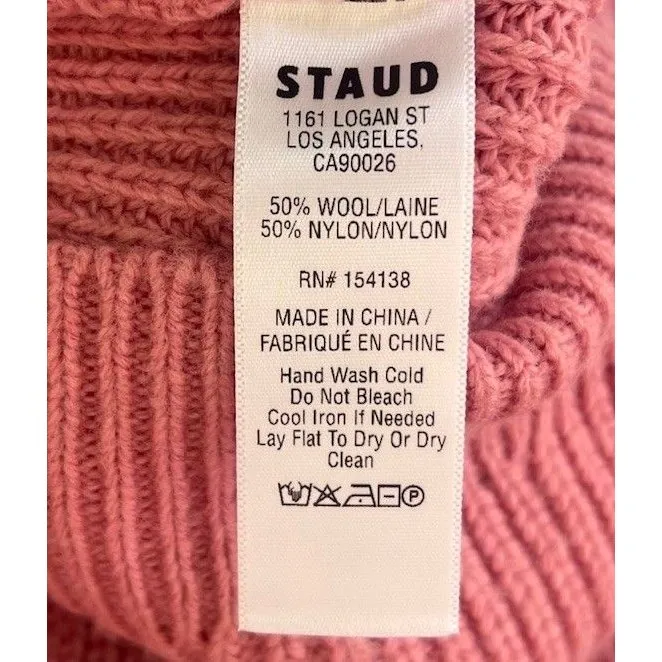 STAUD
1161 LOGAN ST
LOS ANGELES,
CA90026
50% WOOL/LAINE
50% NYLON/NYLON
RN# 154138
MADE IN CHINA /
FABRIQUÉ EN CHINE
Hand Wash Cold
Do Not Bleach
Cool Iron If Needed
Lay Flat To Dry Or Dry
Clean
P